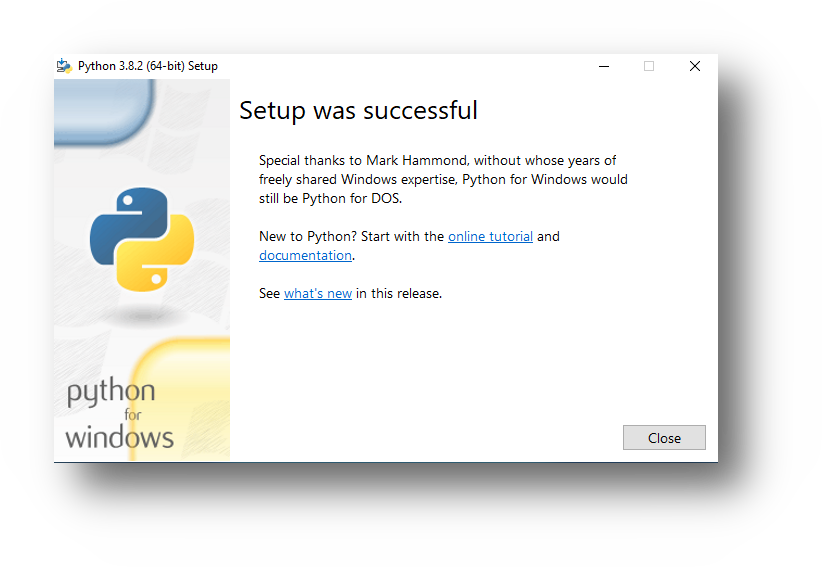 Python 3.8.2 (64-bit) Setup
Setup was successful
Special thanks to Mark Hammond, without whose years of
freely shared Windows expertise, Python for Windows would
still be Python for DOS.
New to Python? Start with the online tutorial and
documentation.
See what's new in this release.
python
for
windows
Close